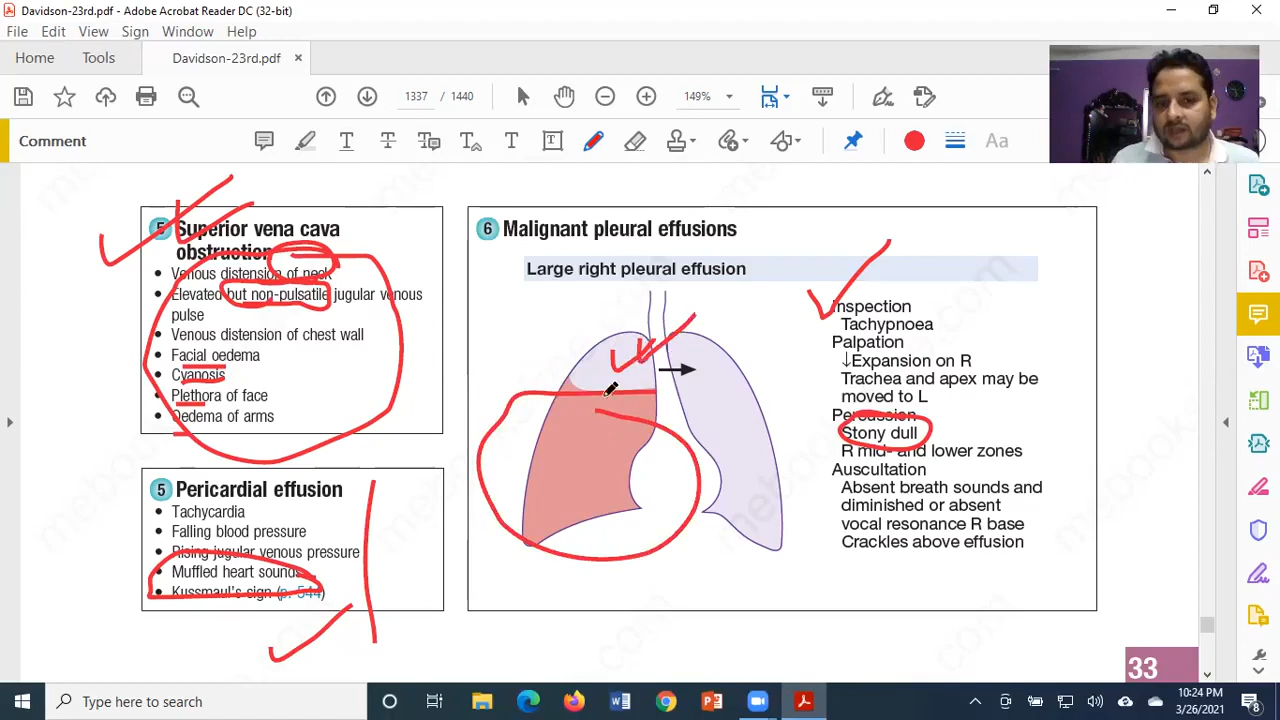 Davidson-23rd.pdf - Adobe Acrobat Reader DC (32-bit)
File Edit View Sign Window Help
Home Tools Davidson-23rd.pdf ×
1337 / 1440 149%
Comment
Aa
5 Superior vena cava
obstruction
• Venous distension of neck
• Elevated but non-pulsatile jugular venous
pulse
• Venous distension of chest wall
• Facial oedema
• Cyanosis
• Plethora of face
• Oedema of arms
5 Pericardial effusion
• Tachycardia
• Falling blood pressure
• Rising jugular venous pressure
• Muffled heart sounds
• Kussmaul's sign (p. 544)
6 Malignant pleural effusions
Large right pleural effusion
Inspection
Tachypnoea
Palpation
↓Expansion on R
Trachea and apex may be
moved to L
Percussion
Stony dull
R mid- and lower zones
Auscultation
Absent breath sounds and
diminished or absent
vocal resonance R base
Crackles above effusion
33
Type here to search
10:24 PM
3/26/2021
8